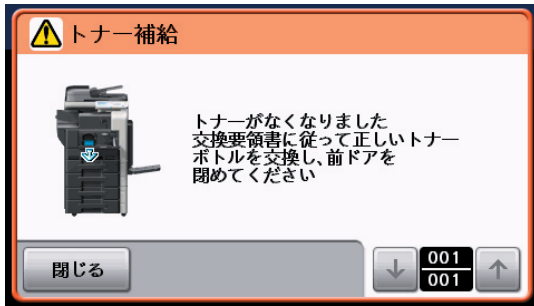 トナー補給
トナーがなくなりました
交換要領書に従って正しいトナー
ボトルを交換し､前ドアを
閉めてください
閉じる
001
001